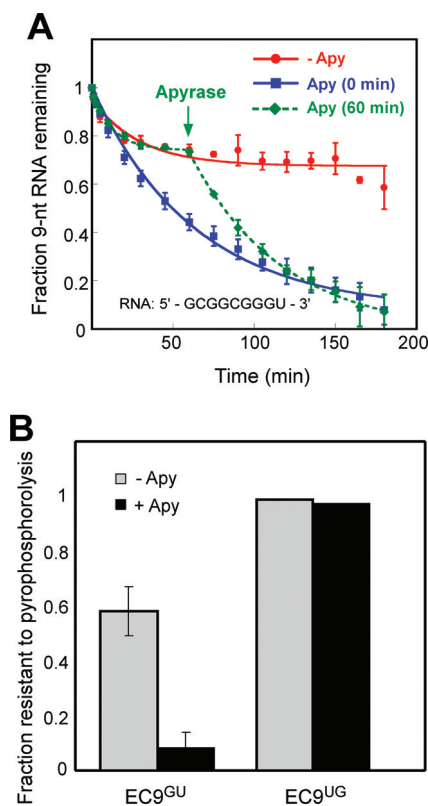 A
Fraction 9-nt RNA remaining
1
0.8
0.6
0.4
0.2
0
- Apy
Apy (0 min)
Apy (60 min)
Apyrase
RNA: 5' - GCGGCGGGU - 3'
0
50
100
150
200
Time (min)
B
Fraction resistant to pyrophosphorolysis
- Apy
+ Apy
1
0.8
0.6
0.4
0.2
0
EC9GU
EC9UG